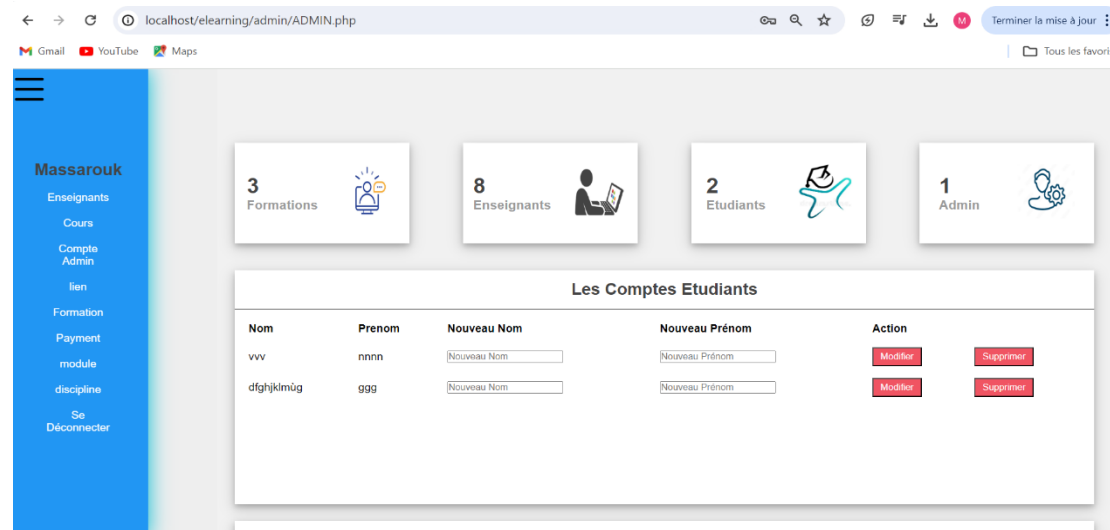 localhost/elearning/admin/ADMIN.php
M
Terminer la mise à jour
Gmail YouTube Maps
Tous les favoris
Massarouk
Enseignants
Cours
Compte
Admin
lien
Formation
Payment
module
discipline
Se
Déconnecter
3
Formations
8
Enseignants
2
Etudiants
1
Admin
Les Comptes Etudiants
Nom Prenom Nouveau Nom Nouveau Prénom Action
vvv nnnn Nouveau Nom Nouveau Prénom Modifier Supprimer
dfghjklmùg ggg Nouveau Nom Nouveau Prénom Modifier Supprimer